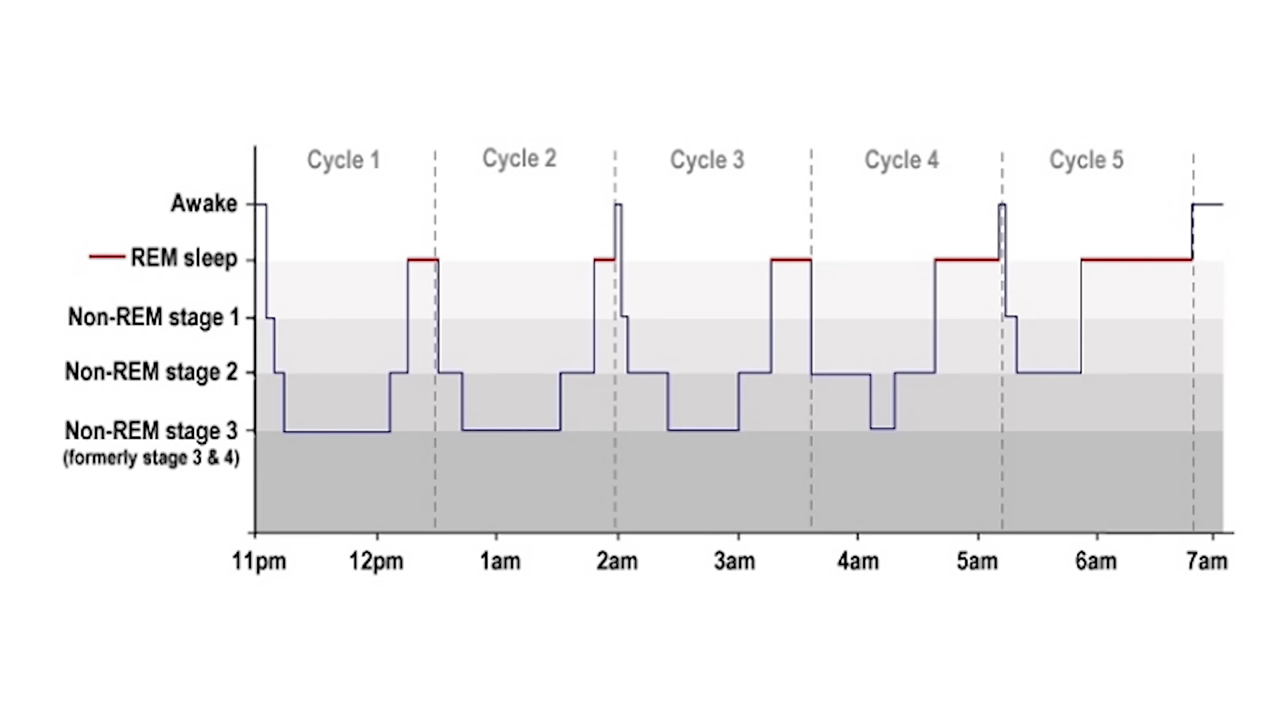 Cycle 1
Cycle 2
Cycle 3
Cycle 4
Cycle 5
Awake
REM sleep
Non-REM stage 1
Non-REM stage 2
Non-REM stage 3
(formerly stage 3 & 4)
11pm
12pm
1am
2am
3am
4am
5am
6am
7am